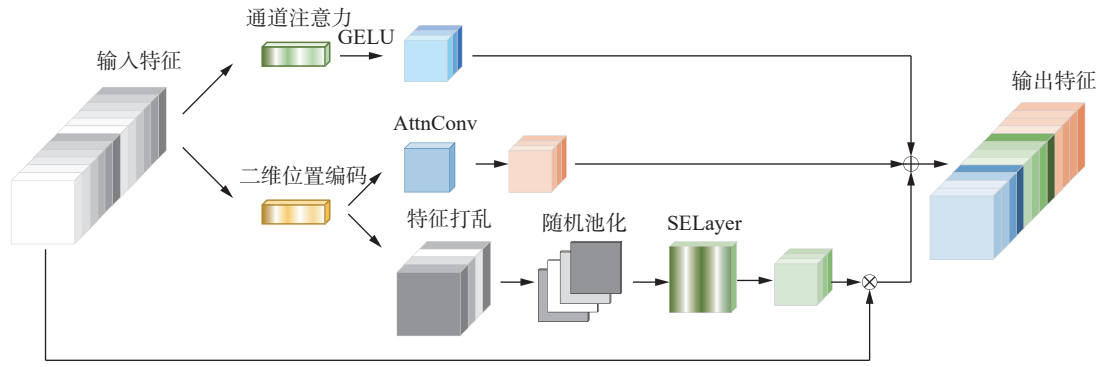 通道注意力
GELU
输入特征
输出特征
AttnConv
二维位置编码
特征打乱
随机池化
SELayer